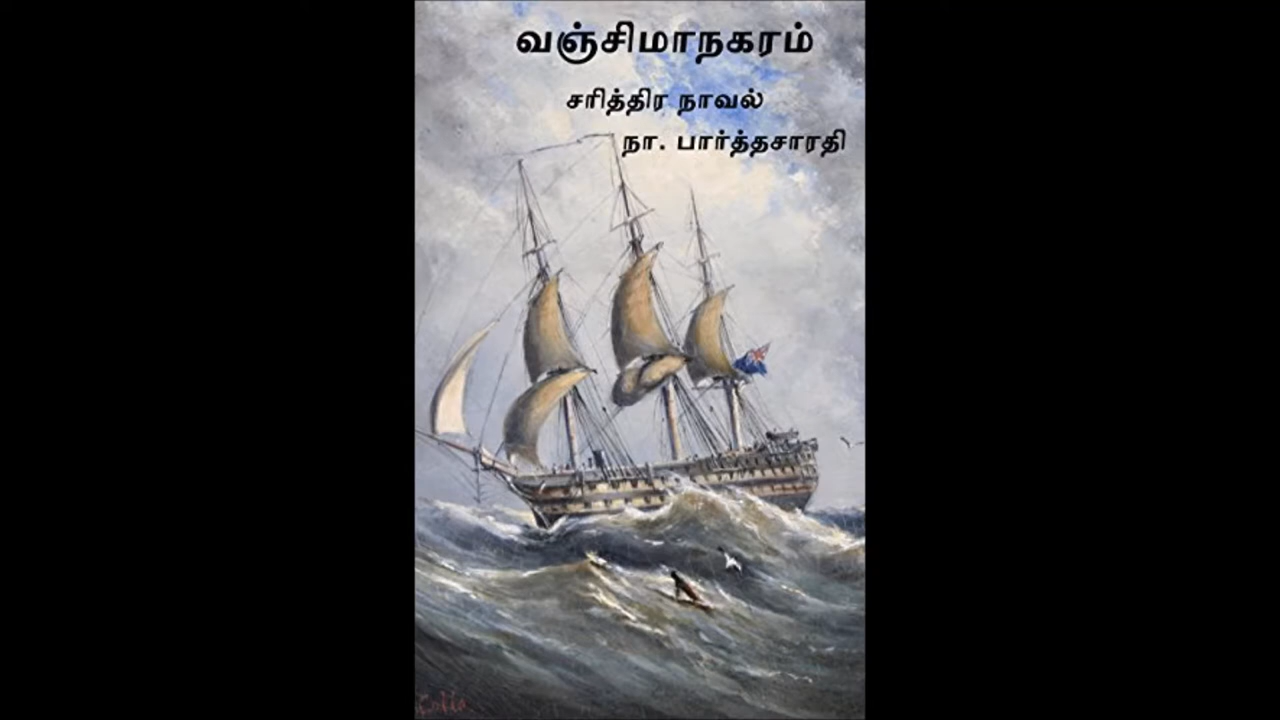 வஞ்சிமாநகரம்
சரித்திர நாவல்
நா. பார்த்தசாரதி